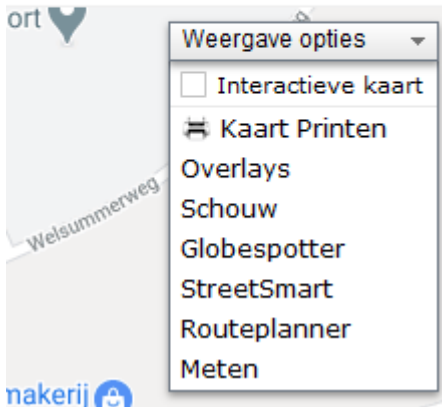 ort
Weergave opties
Interactieve kaart
Kaart Printen
Overlays
Schouw
Globespotter
StreetSmart
Routeplanner
Meten
Welsummerweg
makerij